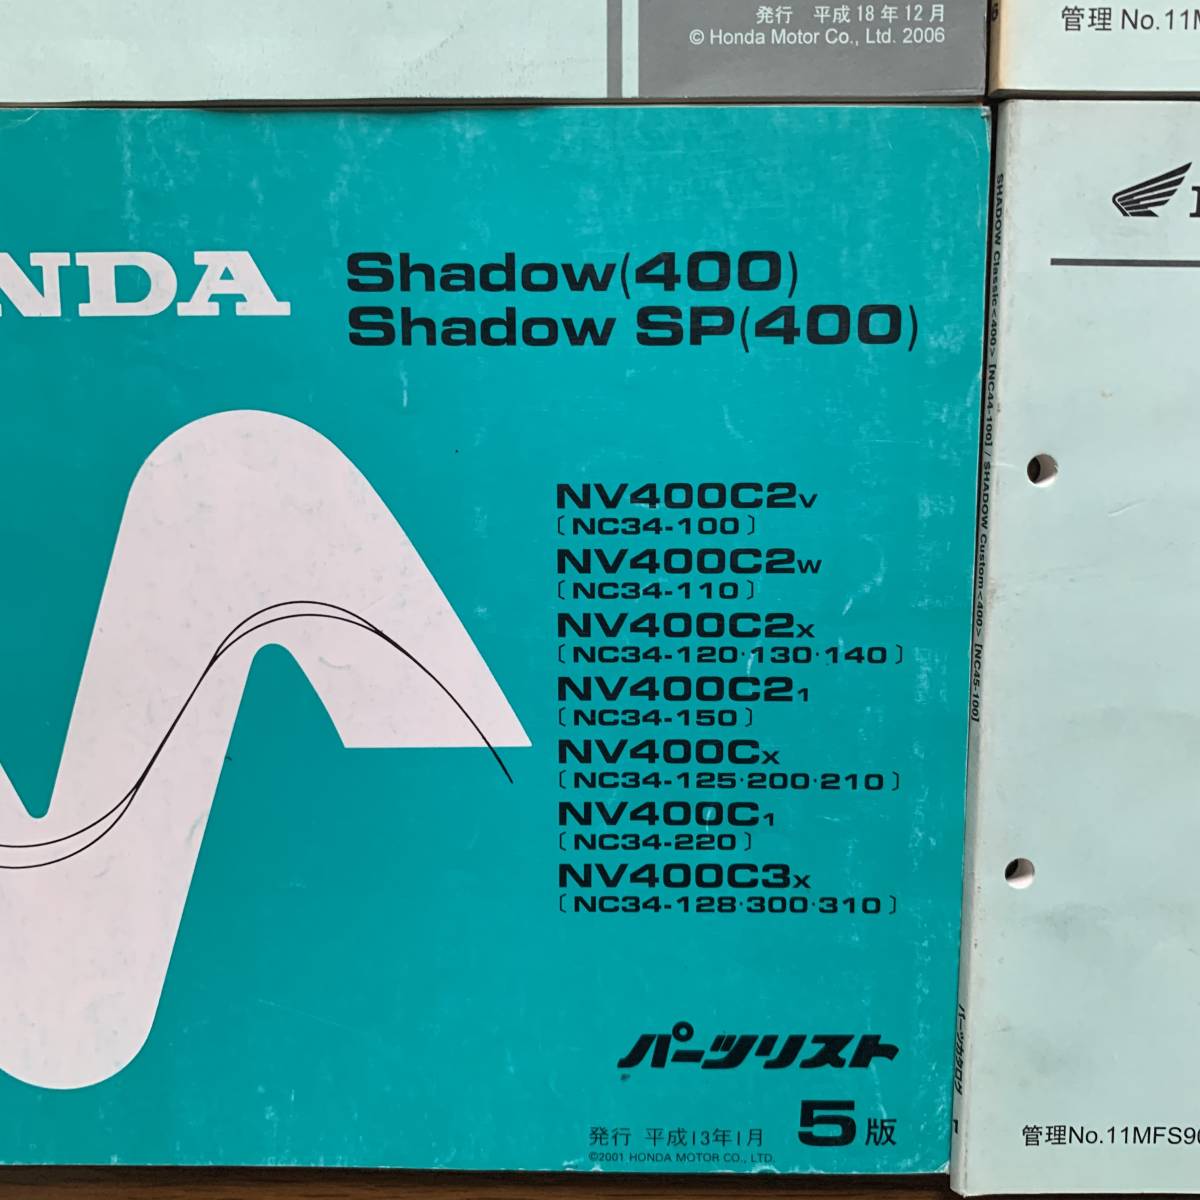 発行 平成18年12月
© Honda Motor Co., Ltd. 2006
管理 No.11M
NDA
Shadow(400)
Shadow SP(400)
NV400C2V
〔NC34-100〕
NV400C2W
〔NC34-110〕
NV400C2X
〔NC34-120·130·140〕
NV400C21
〔NC34-150〕
NV400CX
〔NC34-125·200·210〕
NV400C1
〔NC34-220〕
NV400C3X
〔NC34-128·300·310〕
パーツリスト
発行 平成13年1月 5版
©2001 HONDA MOTOR CO., LTD.
SHADOW Classic<400> [NC44-100] / SHADOW Custom<400> [NC45-100]
パーツカタログ
1
管理No.11MFS9